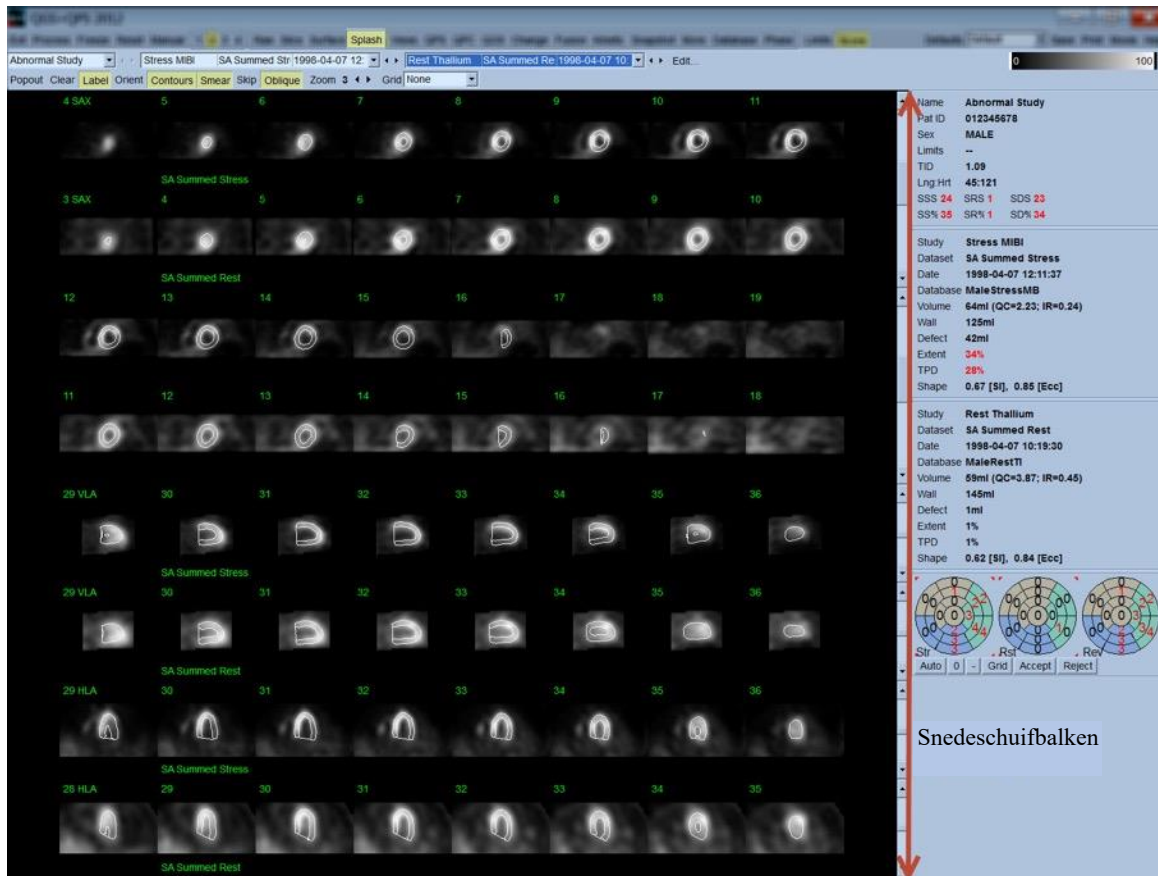 QGS+QPS 2012
Splash
Abnormal Study Stress MIBI SA Summed Str 1998-04-07 12: Rest Thallium SA Summed Re 1998-04-07 10: Edit...
0 100
Popout Clear Label Orient Contours Smear Skip Oblique Zoom 3 Grid None
4 SAX 5 6 7 8 9 10 11
SA Summed Stress
3 SAX 4 5 6 7 8 9 10
SA Summed Rest
12 13 14 15 16 17 18 19
11 12 13 14 15 16 17 18
29 VLA 30 31 32 33 34 35 36
SA Summed Stress
29 VLA 30 31 32 33 34 35 36
SA Summed Rest
29 HLA 30 31 32 33 34 35 36
SA Summed Stress
28 HLA 29 30 31 32 33 34 35
SA Summed Rest
Name Abnormal Study
Pat ID 012345678
Sex MALE
Limits --
TID 1.09
Lng:Hrt 45:121
SSS 24 SRS 1 SDS 23
SS% 35 SR% 1 SD% 34
Study Stress MIBI
Dataset SA Summed Stress
Date 1998-04-07 12:11:37
Database MaleStressMB
Volume 64ml (QC=2.23; IR=0.24)
Wall 125ml
Defect 42ml
Extent 34%
TPD 28%
Shape 0.67 [SI], 0.85 [Ecc]
Study Rest Thallium
Dataset SA Summed Rest
Date 1998-04-07 10:19:30
Database MaleRestTl
Volume 59ml (QC=3.87; IR=0.45)
Wall 145ml
Defect 1ml
Extent 1%
TPD 1%
Shape 0.62 [SI], 0.84 [Ecc]
Str Rst Rev
Auto 0 - Grid Accept Reject
Snedeschuifbalken